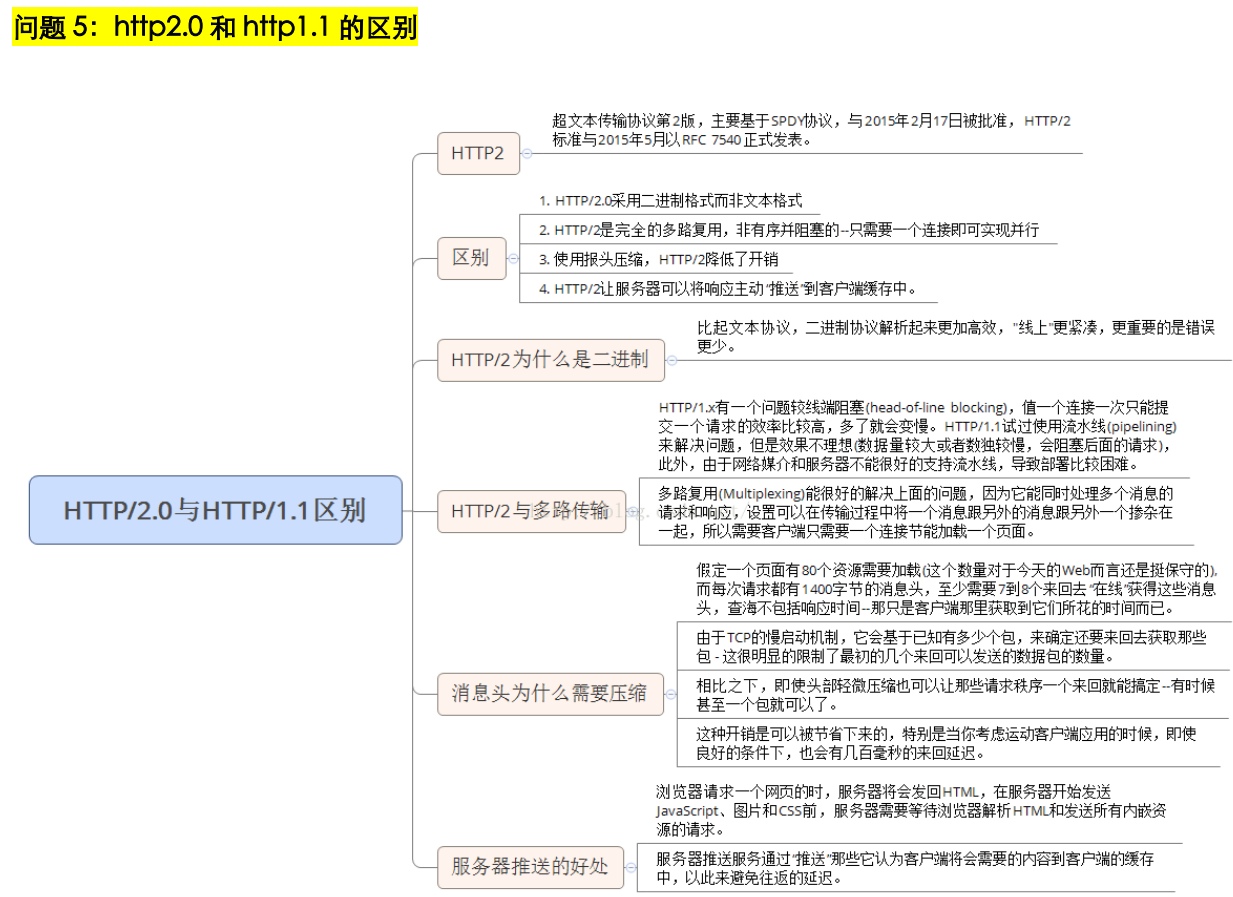 问题 5：http2.0 和 http1.1 的区别
超文本传输协议第2版，主要基于SPDY协议，与2015年2月17日被批准，HTTP/2
标准与2015年5月以RFC 7540正式发表。
HTTP2
1. HTTP/2.0采用二进制格式而非文本格式
2. HTTP/2是完全的多路复用，非有序并阻塞的--只需要一个连接即可实现并行
区别
3. 使用报头压缩，HTTP/2降低了开销
4. HTTP/2让服务器可以将响应主动“推送”到客户端缓存中。
比起文本协议，二进制协议解析起来更加高效，"线上"更紧凑，更重要的是错误
更少。
HTTP/2为什么是二进制
HTTP/1.x有一个问题较线端阻塞(head-of-line blocking)，值一个连接一次只能提
交一个请求的效率比较高，多了就会变慢。HTTP/1.1试过使用流水线(pipelining)
来解决问题，但是效果不理想(数据量较大或者数独较慢，会阻塞后面的请求)，
此外，由于网络媒介和服务器不能很好的支持流水线，导致部署比较困难。
HTTP/2.0与HTTP/1.1区别
HTTP/2与多路传输
多路复用(Multiplexing)能很好的解决上面的问题，因为它能同时处理多个消息的
请求和响应，设置可以在传输过程中将一个消息跟另外的消息跟另外一个掺杂在
一起，所以需要客户端只需要一个连接节能加载一个页面。
假定一个页面有80个资源需要加载(这个数量对于今天的Web而言还是挺保守的),
而每次请求都有1400字节的消息头，至少需要7到8个来回去“在线”获得这些消息
头，查海不包括响应时间--那只是客户端那里获取到它们所花的时间而已。
由于TCP的慢启动机制，它会基于已知有多少个包，来确定还要来回去获取那些
包 - 这很明显的限制了最初的几个来回可以发送的数据包的数量。
消息头为什么需要压缩
相比之下，即使头部轻微压缩也可以让那些请求秩序一个来回就能搞定--有时候
甚至一个包就可以了。
这种开销是可以被节省下来的，特别是当你考虑运动客户端应用的时候，即使
良好的条件下，也会有几百毫秒的来回延迟。
浏览器请求一个网页的时，服务器将会发回HTML，在服务器开始发送
JavaScript、图片和CSS前，服务器需要等待浏览器解析HTML和发送所有内嵌资
源的请求。
服务器推送的好处
服务器推送服务通过“推送”那些它认为客户端将会需要的内容到客户端的缓存
中，以此来避免往返的延迟。